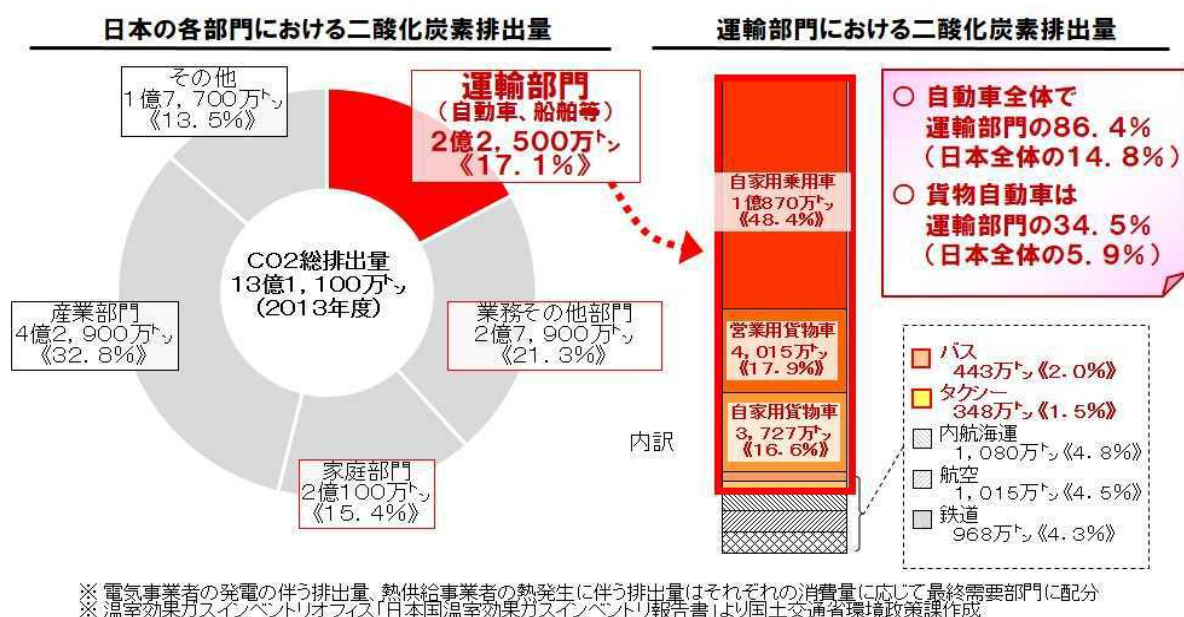 日本の各部門における二酸化炭素排出量
その他
1億7,700万㌧
《13.5%》
運輸部門
(自動車、船舶等)
2億2,500万㌧
《17.1%》
CO2総排出量
13億1,100万㌧
(2013年度)
産業部門
4億2,900万㌧
《32.8%》
業務その他部門
2億7,900万㌧
《21.3%》
家庭部門
2億100万㌧
《15.4%》
運輸部門における二酸化炭素排出量
自家用乗用車
1億870万㌧
《48.4%》
営業用貨物車
4,015万㌧
《17.9%》
自家用貨物車
3,727万㌧
《16.6%》
内訳
○ 自動車全体で
運輸部門の86.4%
(日本全体の14.8%)
○ 貨物自動車は
運輸部門の34.5%
(日本全体の5.9%)
バス
443万㌧《2.0%》
タクシー
348万㌧《1.5%》
内航海運
1,080万㌧《4.8%》
航空
1,015万㌧《4.5%》
鉄道
968万㌧《4.3%》
※ 電気事業者の発電の伴う排出量、熱供給事業者の熱発生に伴う排出量はそれぞれの消費量に応じて最終需要部門に配分
※ 温室効果ガスインベントリオフィス「日本国温室効果ガスインベントリ報告書」より国土交通省環境政策課作成